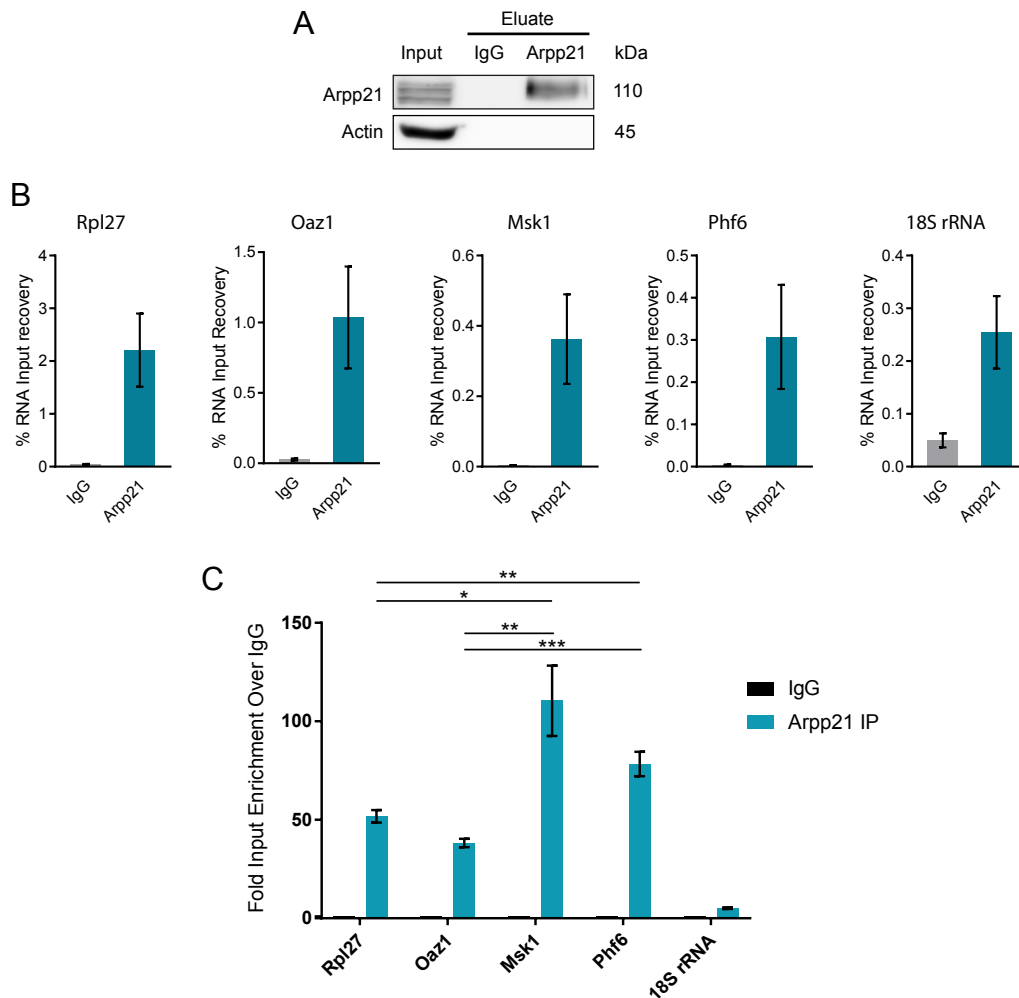 A
Eluate
Input IgG Arpp21 kDa
Arpp21 110
Actin 45
B
Rpl27 Oaz1 Msk1 Phf6 18S rRNA
% RNA Input recovery
4
3
2
1
0
IgG Arpp21
% RNA Input Recovery
1.5
1.0
0.5
0.0
IgG Arpp21
% RNA Input recovery
0.6
0.4
0.2
0.0
IgG Arpp21
% RNA Input recovery
0.5
0.4
0.3
0.2
0.1
0.0
IgG Arpp21
% RNA Input recovery
0.4
0.3
0.2
0.1
0.0
IgG Arpp21
C
**
*
**
***
Fold Input Enrichment Over IgG
150
100
50
0
Rpl27 Oaz1 Msk1 Phf6 18S rRNA
IgG
Arpp21 IP